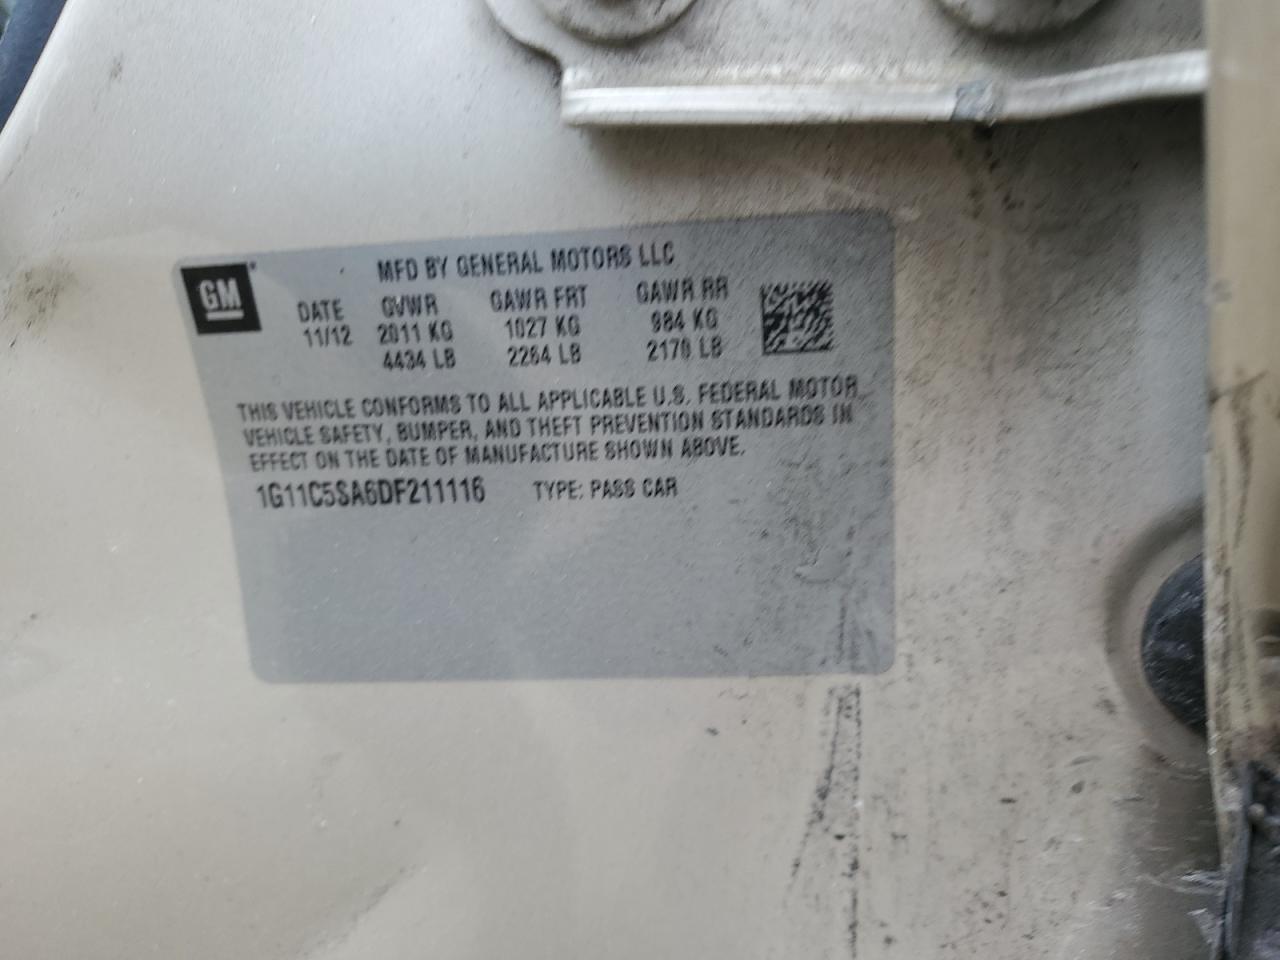 GM
MFD BY GENERAL MOTORS LLC
DATE GVWR GAWR FRT GAWR RR
11/12 2011 KG 1027 KG 984 KG
4434 LB 2264 LB 2170 LB
THIS VEHICLE CONFORMS TO ALL APPLICABLE U.S. FEDERAL MOTOR
VEHICLE SAFETY, BUMPER, AND THEFT PREVENTION STANDARDS IN
EFFECT ON THE DATE OF MANUFACTURE SHOWN ABOVE.
1G11C5SA6DF211116 TYPE: PASS CAR